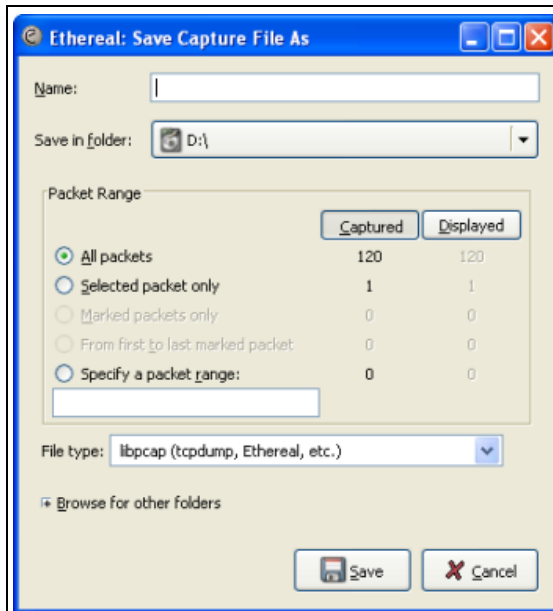 Ethereal: Save Capture File As
Name:
Save in folder: D:\
Packet Range
Captured Displayed
All packets 120 120
Selected packet only 1 1
Marked packets only 0 0
From first to last marked packet 0 0
Specify a packet range: 0 0
File type: libpcap (tcpdump, Ethereal, etc.)
Browse for other folders
Save Cancel